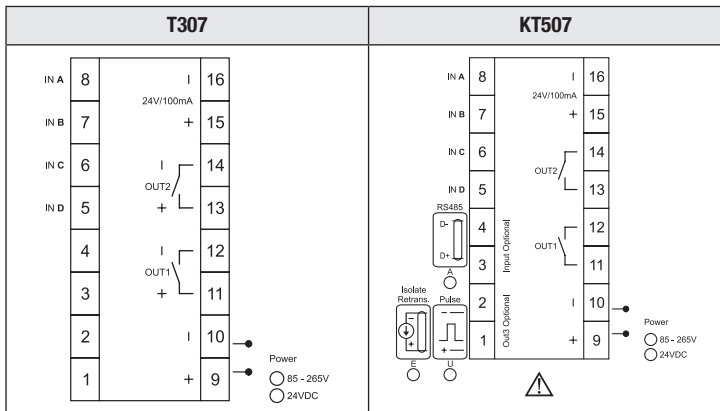 T307
IN A 8 − 16
24V/100mA
IN B 7 + 15
IN C 6 − 14
OUT2
IN D 5 + 13
4 − 12
OUT1
3 + 11
2 − 10
Power
85 - 265V
24VDC
1 + 9
KT507
IN A 8 − 16
24V/100mA
IN B 7 + 15
IN C 6 14
OUT2
IN D 5 13
RS485
D-
D+
A
4 12
Input Optional
OUT1
3 11
Isolate
Retrans.
− +
E
Pulse
− +
U
2 − 10
Out3 Optional
1 + 9
Power
85 - 265V
24VDC